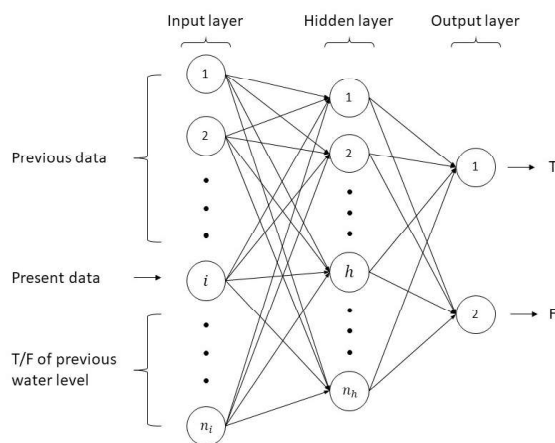 Input layer
Hidden layer
Output layer
1
2
i
n_i
1
2
h
n_h
1
2
Previous data
Present data
T/F of previous
water level
T
F